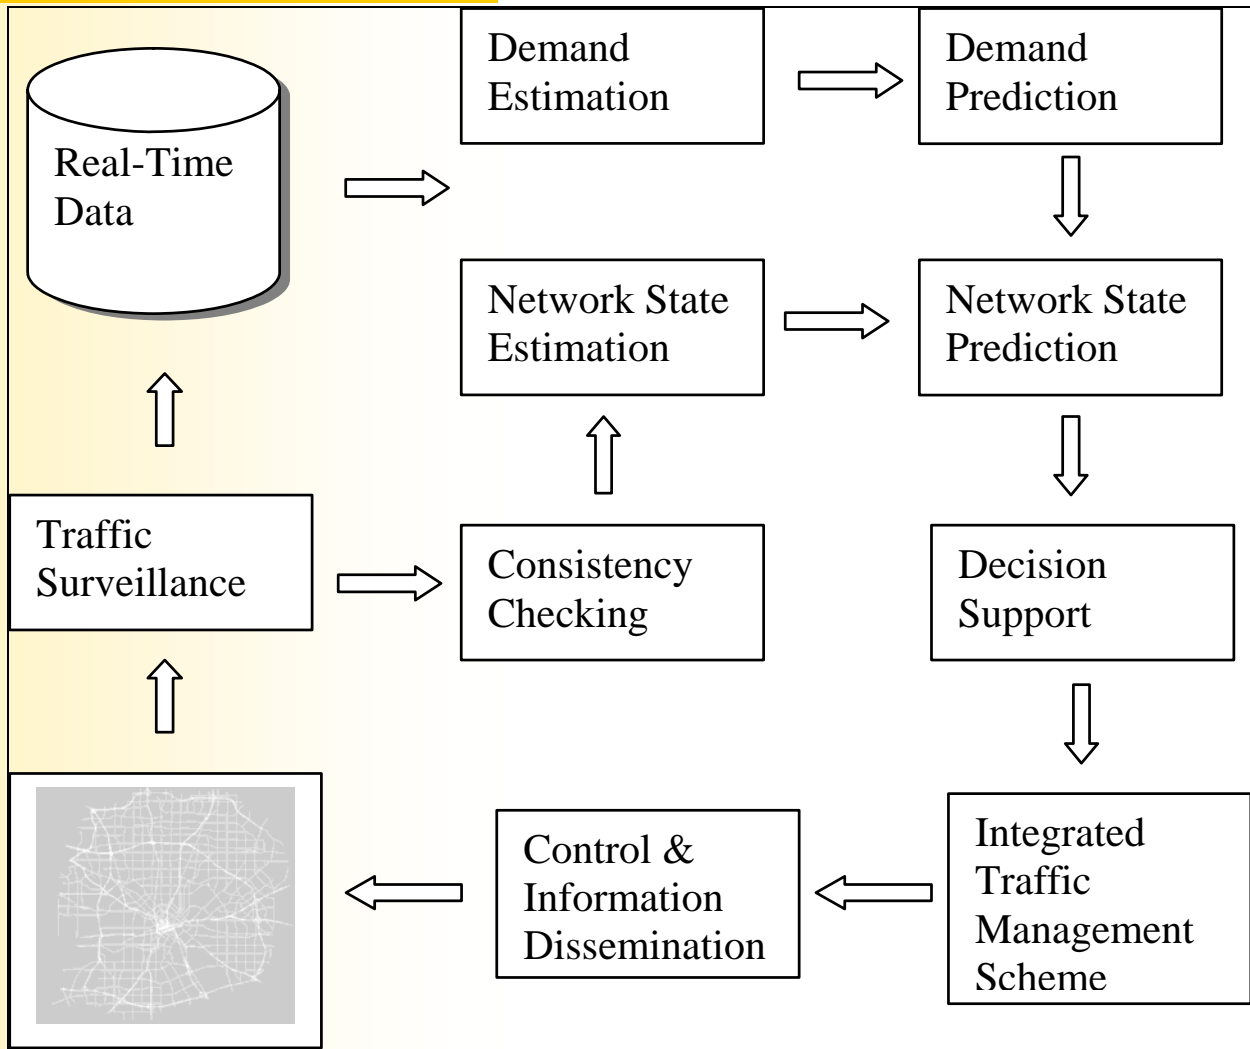 Real-Time
Data
Demand
Estimation
Demand
Prediction
Network State
Estimation
Network State
Prediction
Traffic
Surveillance
Consistency
Checking
Decision
Support
Control &
Information
Dissemination
Integrated
Traffic
Management
Scheme